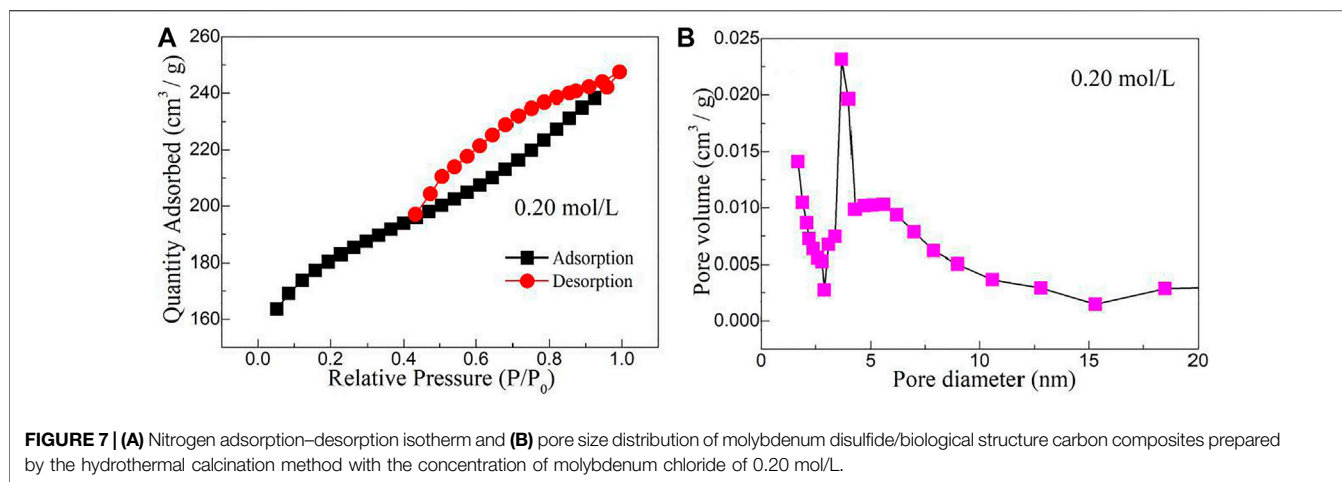 A
260
240
220
200
180
160
Quantity Adsorbed (cm³ / g)
0.20 mol/L
Adsorption
Desorption
0.0 0.2 0.4 0.6 0.8 1.0
Relative Pressure (P/P₀)
B
0.025
0.020
0.015
0.010
0.005
0.000
Pore volume (cm³ / g)
0.20 mol/L
0 5 10 15 20
Pore diameter (nm)
FIGURE 7 | (A) Nitrogen adsorption–desorption isotherm and (B) pore size distribution of molybdenum disulfide/biological structure carbon composites prepared
by the hydrothermal calcination method with the concentration of molybdenum chloride of 0.20 mol/L.